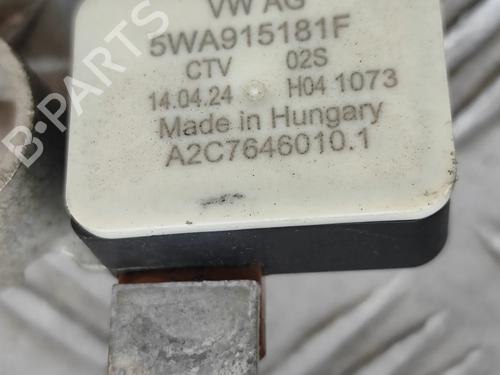 VW AG
5WA915181F
CTV 02S
14.04.24 H04 1073
Made in Hungary
A2C7646010.1
B-PARTS